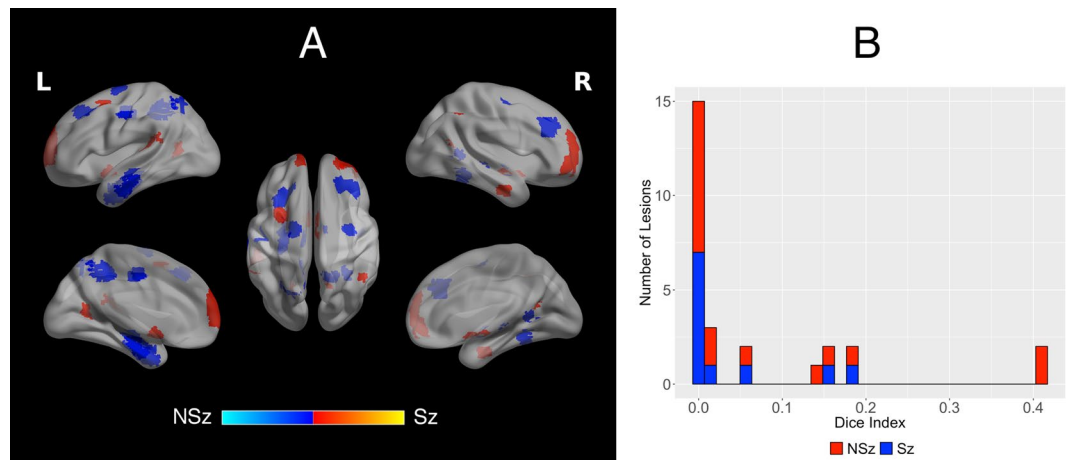 A
L
R
NSz
Sz
B
15
10
5
0
Number of Lesions
0.0
0.1
0.2
0.3
0.4
Dice Index
NSz
Sz